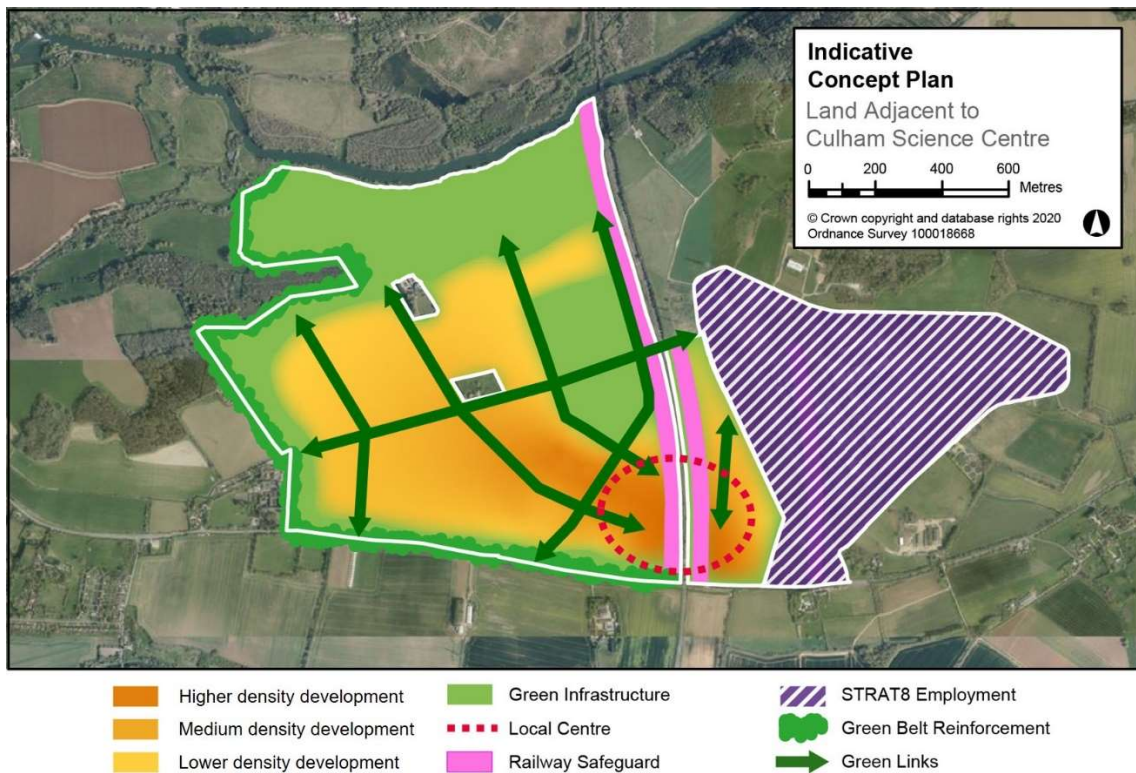 Indicative
Concept Plan
Land Adjacent to
Culham Science Centre
0 200 400 600
Metres
© Crown copyright and database rights 2020
Ordnance Survey 100018668
Higher density development
Medium density development
Lower density development
Green Infrastructure
Local Centre
Railway Safeguard
STRAT8 Employment
Green Belt Reinforcement
Green Links